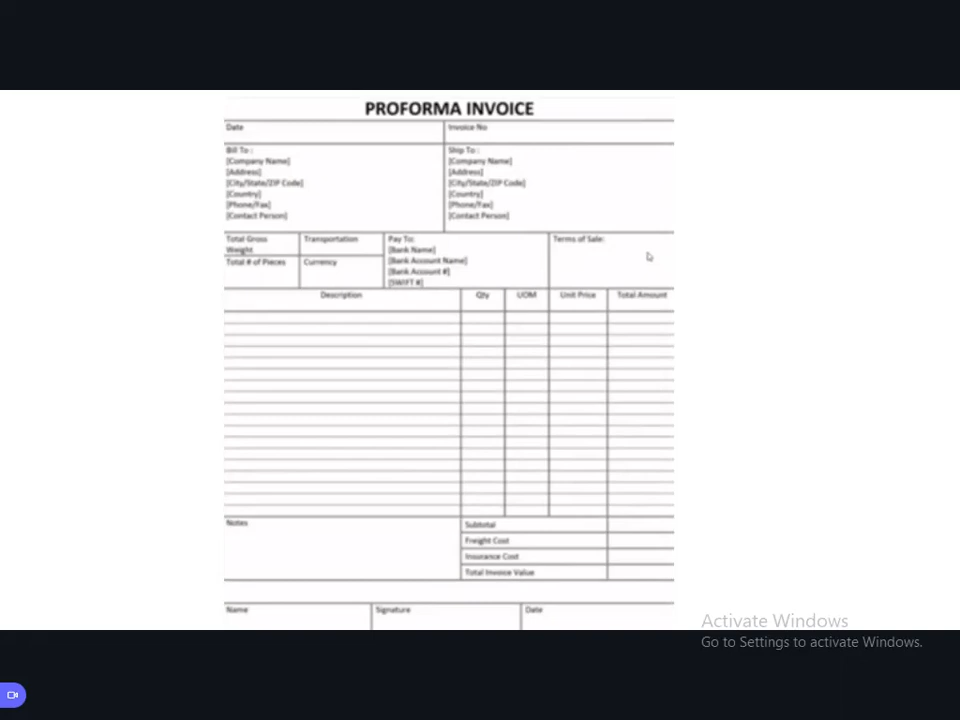 PROFORMA INVOICE
Date
Invoice No
Bill To :
[Company Name]
[Address]
[City/State/ZIP Code]
[Country]
[Phone/Fax]
[Contact Person]
Ship To :
[Company Name]
[Address]
[City/State/ZIP Code]
[Country]
[Phone/Fax]
[Contact Person]
Total Gross
Weight
Transportation
Total # of Pieces
Currency
Pay To:
[Bank Name]
[Bank Account Name]
[Bank Account #]
[SWIFT #]
Terms of Sale:
Description Qty UOM Unit Price Total Amount
Notes
Subtotal
Freight Cost
Insurance Cost
Total Invoice Value
Name Signature Date
Activate Windows
Go to Settings to activate Windows.